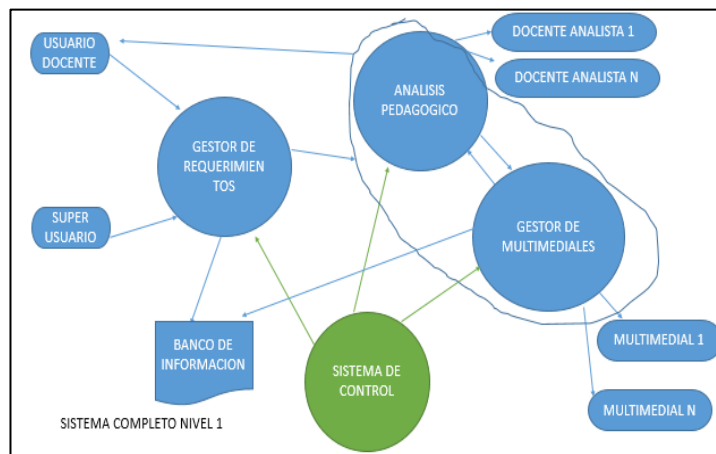 USUARIO
DOCENTE
ANALISIS
PEDAGOGICO
DOCENTE ANALISTA 1
DOCENTE ANALISTA N
GESTOR DE
REQUERIMIEN
TOS
SUPER
USUARIO
GESTOR DE
MULTIMEDIALES
BANCO DE
INFORMACION
SISTEMA DE
CONTROL
MULTIMEDIAL 1
MULTIMEDIAL N
SISTEMA COMPLETO NIVEL 1